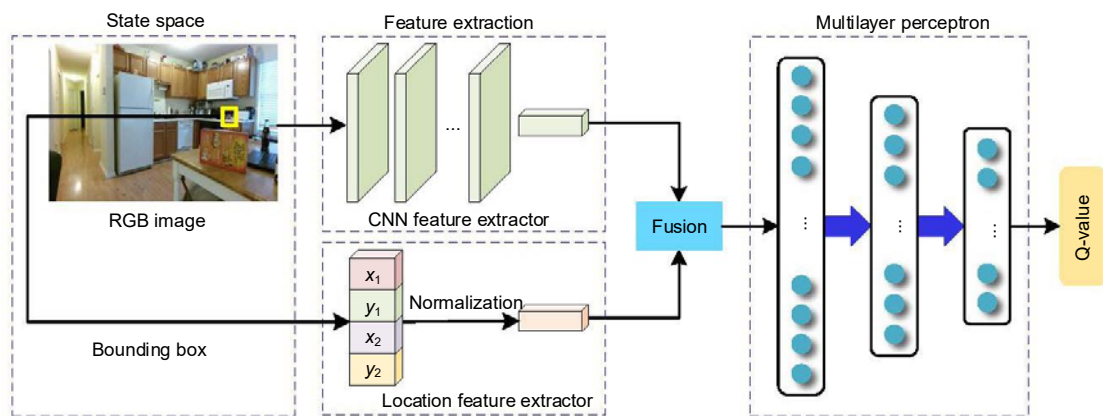 State space
Feature extraction
Multilayer perceptron
RGB image
...
CNN feature extractor
Fusion
...
...
...
Q-value
Bounding box
x₁
y₁
x₂
y₂
Normalization
Location feature extractor